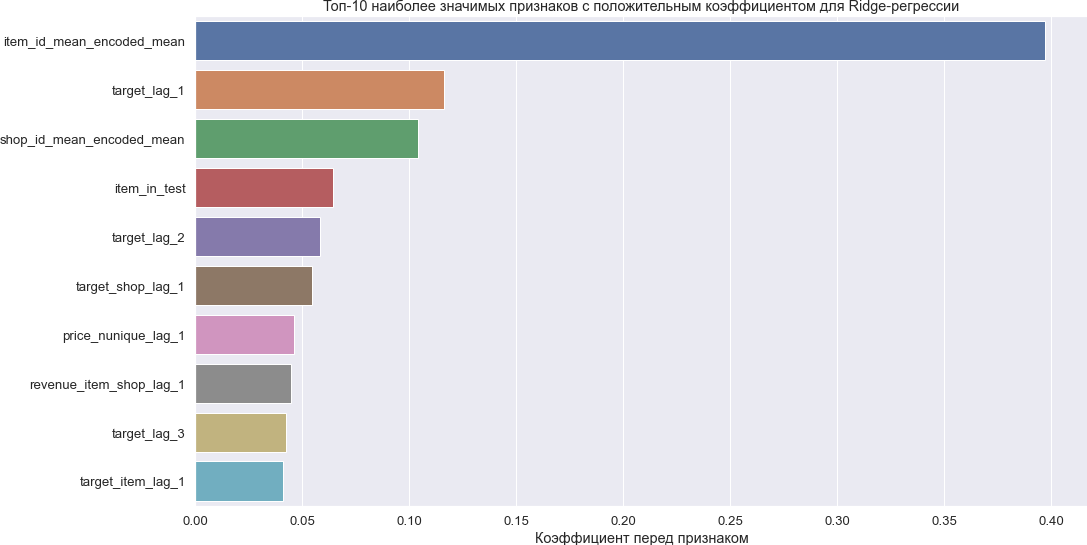 Топ-10 наиболее значимых признаков с положительным коэффициентом для Ridge-регрессии
item_id_mean_encoded_mean
target_lag_1
shop_id_mean_encoded_mean
item_in_test
target_lag_2
target_shop_lag_1
price_nunique_lag_1
revenue_item_shop_lag_1
target_lag_3
target_item_lag_1
0.00 0.05 0.10 0.15 0.20 0.25 0.30 0.35 0.40
Коэффициент перед признаком